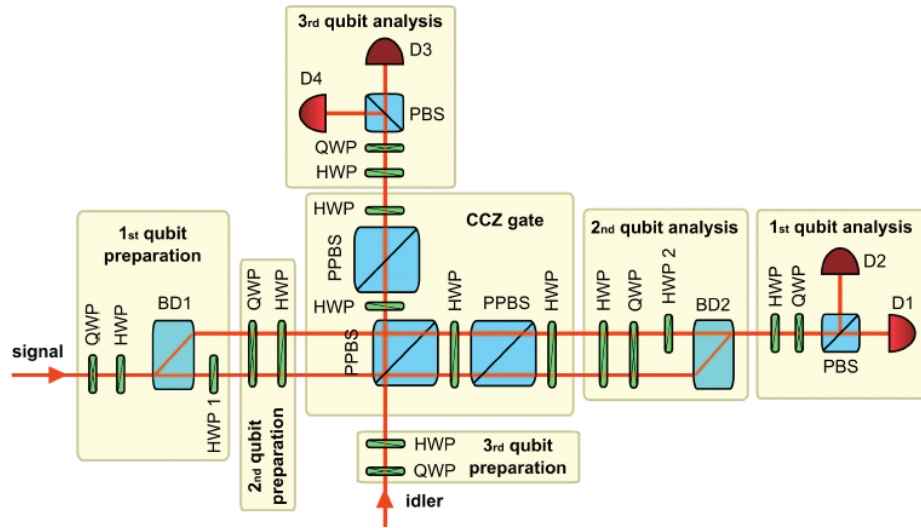 3rd qubit analysis
D3
D4
PBS
QWP
HWP
HWP
CCZ gate
PPBS
HWP
1st qubit
preparation
QWP
HWP
BD1
HWP 1
signal
QWP
HWP
2nd qubit
preparation
PPBS
HWP
PPBS
HWP
2nd qubit analysis
HWP
QWP
HWP 2
BD2
1st qubit analysis
D2
HWP
QWP
D1
PBS
HWP
QWP
3rd qubit
preparation
idler